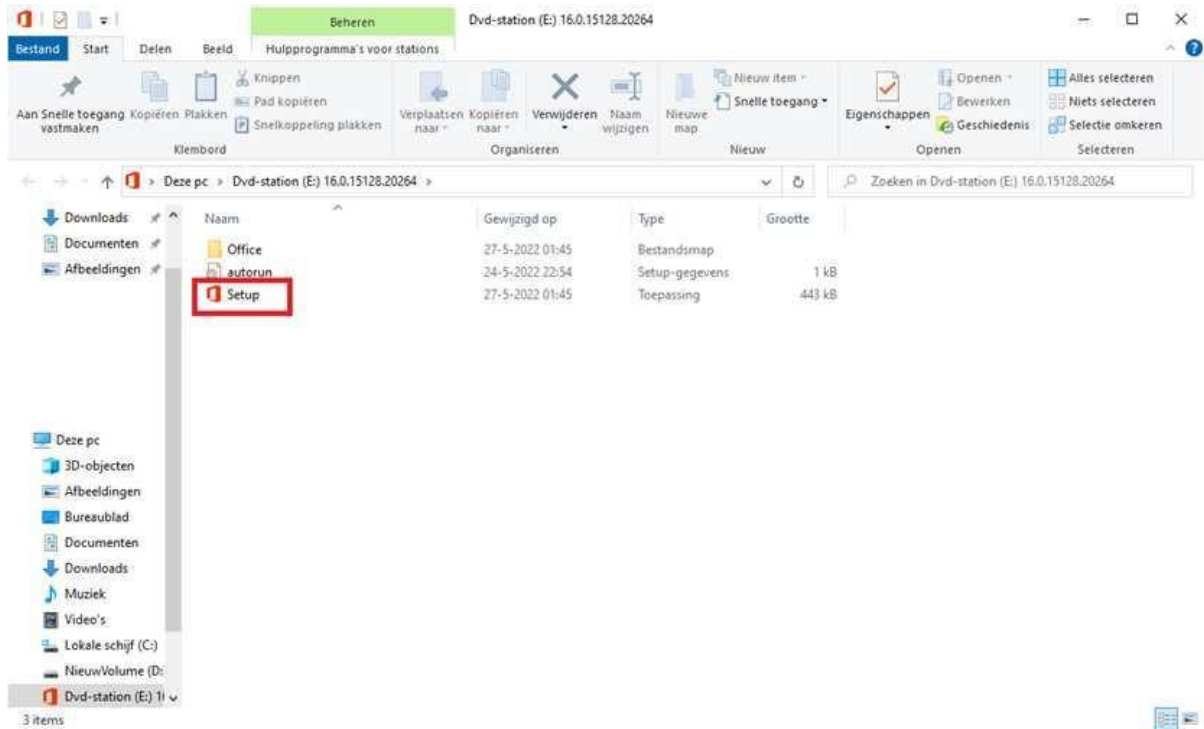 Beheren
Dvd-station (E:) 16.0.15128.20264
Bestand Start Delen Beeld Hulpprogramma's voor stations
Aan Snelle toegang vastmaken
Kopiëren
Plakken
Knippen
Pad kopiëren
Snelkoppeling plakken
Klembord
Verplaatsen naar
Kopiëren naar
Verwijderen
Naam wijzigen
Organiseren
Nieuwe map
Nieuw item
Snelle toegang
Nieuw
Eigenschappen
Openen
Bewerken
Geschiedenis
Openen
Alles selecteren
Niets selecteren
Selectie omkeren
Selecteren
Deze pc > Dvd-station (E:) 16.0.15128.20264 >
Zoeken in Dvd-station (E:) 16.0.15128.20264
Downloads
Documenten
Afbeeldingen
Deze pc
3D-objecten
Afbeeldingen
Bureaublad
Documenten
Downloads
Muziek
Video's
Lokale schijf (C:)
NieuwVolume (D:
Dvd-station (E:) 1
Naam Gewijzigd op Type Grootte
Office 27-5-2022 01:45 Bestandsmap
autorun 24-5-2022 22:54 Setup-gegevens 1 kB
Setup 27-5-2022 01:45 Toepassing 443 kB
3 items